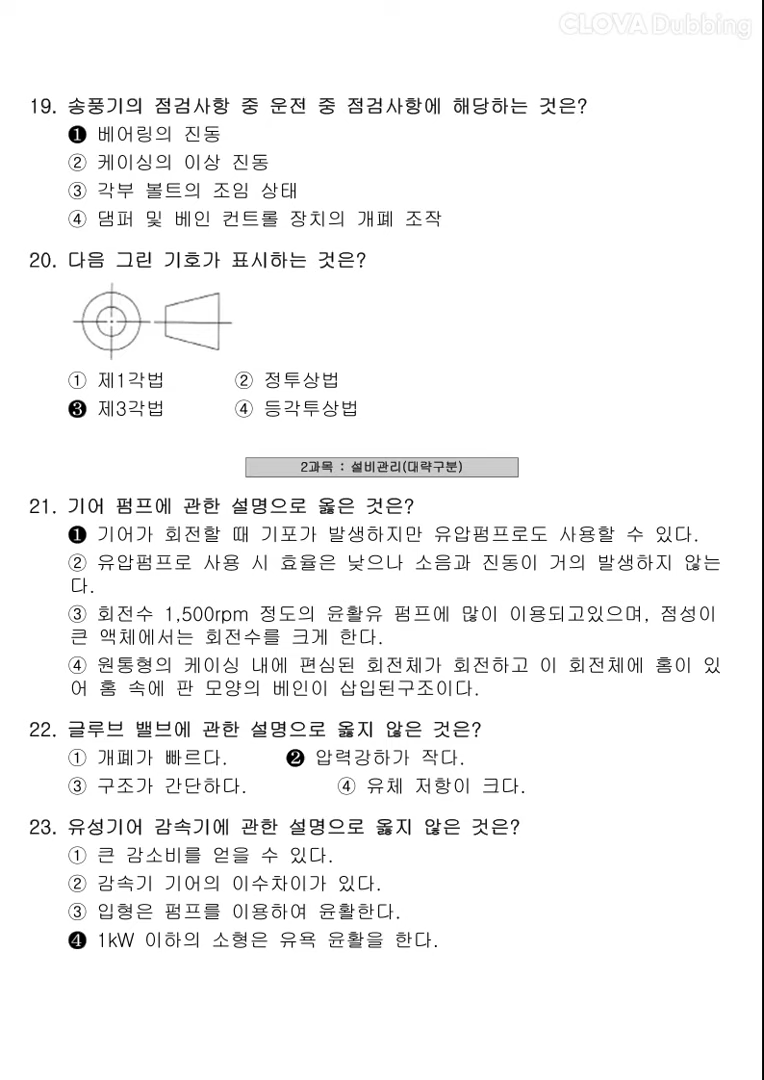 CLOVA Dubbing
19. 송풍기의 점검사항 중 운전 중 점검사항에 해당하는 것은?
❶ 베어링의 진동
② 케이싱의 이상 진동
③ 각부 볼트의 조임 상태
④ 댐퍼 및 베인 컨트롤 장치의 개폐 조작
20. 다음 그린 기호가 표시하는 것은?
① 제1각법 ② 정투상법
❸ 제3각법 ④ 등각투상법
2과목 : 설비관리(대략구분)
21. 기어 펌프에 관한 설명으로 옳은 것은?
❶ 기어가 회전할 때 기포가 발생하지만 유압펌프로도 사용할 수 있다.
② 유압펌프로 사용 시 효율은 낮으나 소음과 진동이 거의 발생하지 않는
다.
③ 회전수 1,500rpm 정도의 윤활유 펌프에 많이 이용되고있으며, 점성이
큰 액체에서는 회전수를 크게 한다.
④ 원통형의 케이싱 내에 편심된 회전체가 회전하고 이 회전체에 홈이 있
어 홈 속에 판 모양의 베인이 삽입된구조이다.
22. 글루브 밸브에 관한 설명으로 옳지 않은 것은?
① 개폐가 빠르다. ❷ 압력강하가 작다.
③ 구조가 간단하다. ④ 유체 저항이 크다.
23. 유성기어 감속기에 관한 설명으로 옳지 않은 것은?
① 큰 감소비를 얻을 수 있다.
② 감속기 기어의 이수차이가 있다.
③ 입형은 펌프를 이용하여 윤활한다.
❹ 1kW 이하의 소형은 유욕 윤활을 한다.